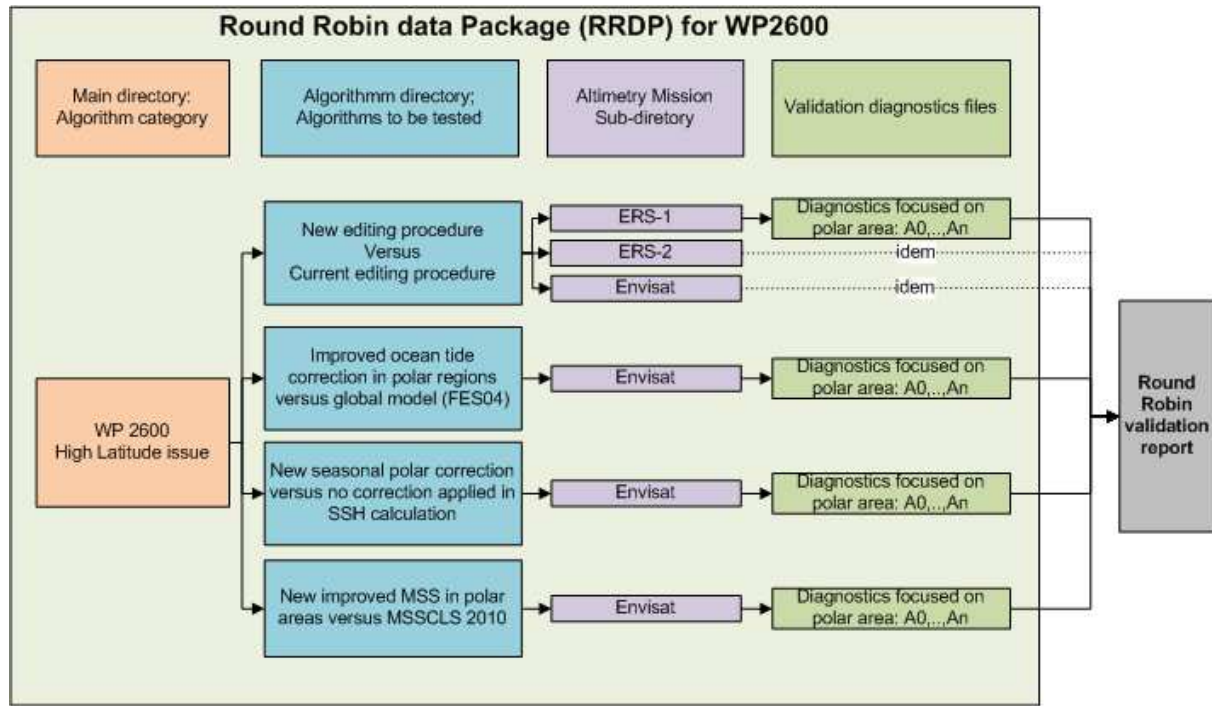 Round Robin data Package (RRDP) for WP2600
Main directory:
Algorithm category
Algorithmm directory;
Algorithms to be tested
Altimetry Mission
Sub-diretory
Validation diagnostics files
New editing procedure
Versus
Current editing procedure
ERS-1
ERS-2
Envisat
Diagnostics focused on
polar area: A0,..,An
idem
idem
Improved ocean tide
correction in polar regions
versus global model (FES04)
Envisat
Diagnostics focused on
polar area: A0,..,An
WP 2600
High Latitude issue
New seasonal polar correction
versus no correction applied in
SSH calculation
Envisat
Diagnostics focused on
polar area: A0,..,An
New improved MSS in polar
areas versus MSSCLS 2010
Envisat
Diagnostics focused on
polar area: A0,..,An
Round
Robin
validation
report